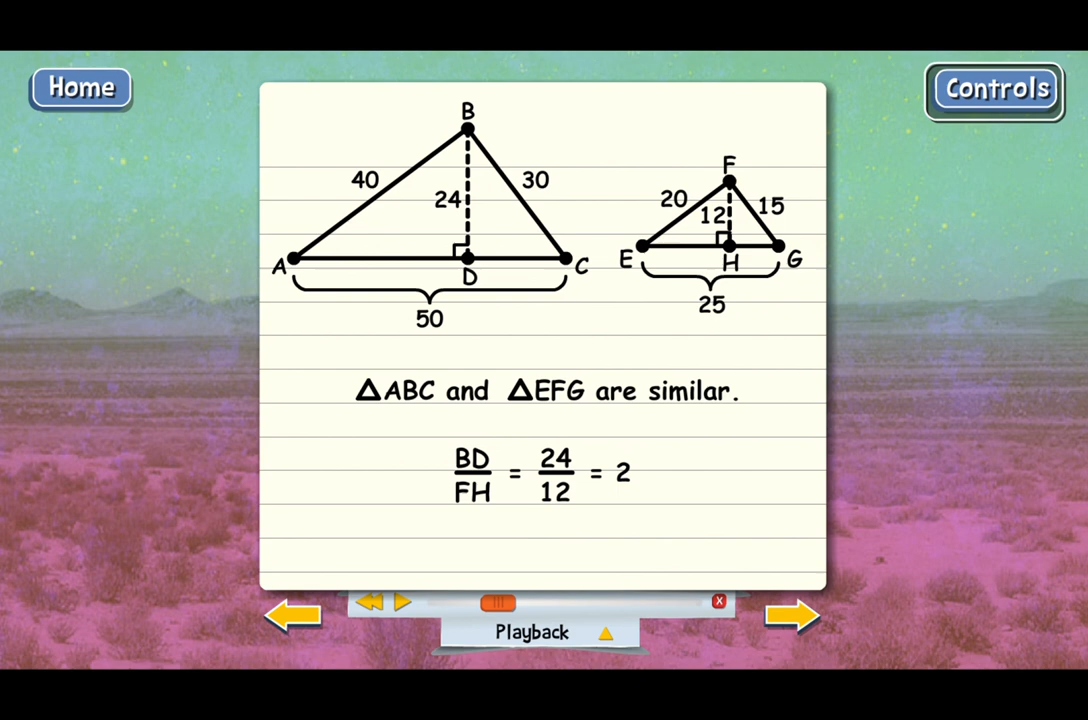 Home
Controls
B
40
24
30
A
D
C
50
F
20
12
15
E
H
G
25
△ABC and △EFG are similar.
BD/FH = 24/12 = 2
Playback
X